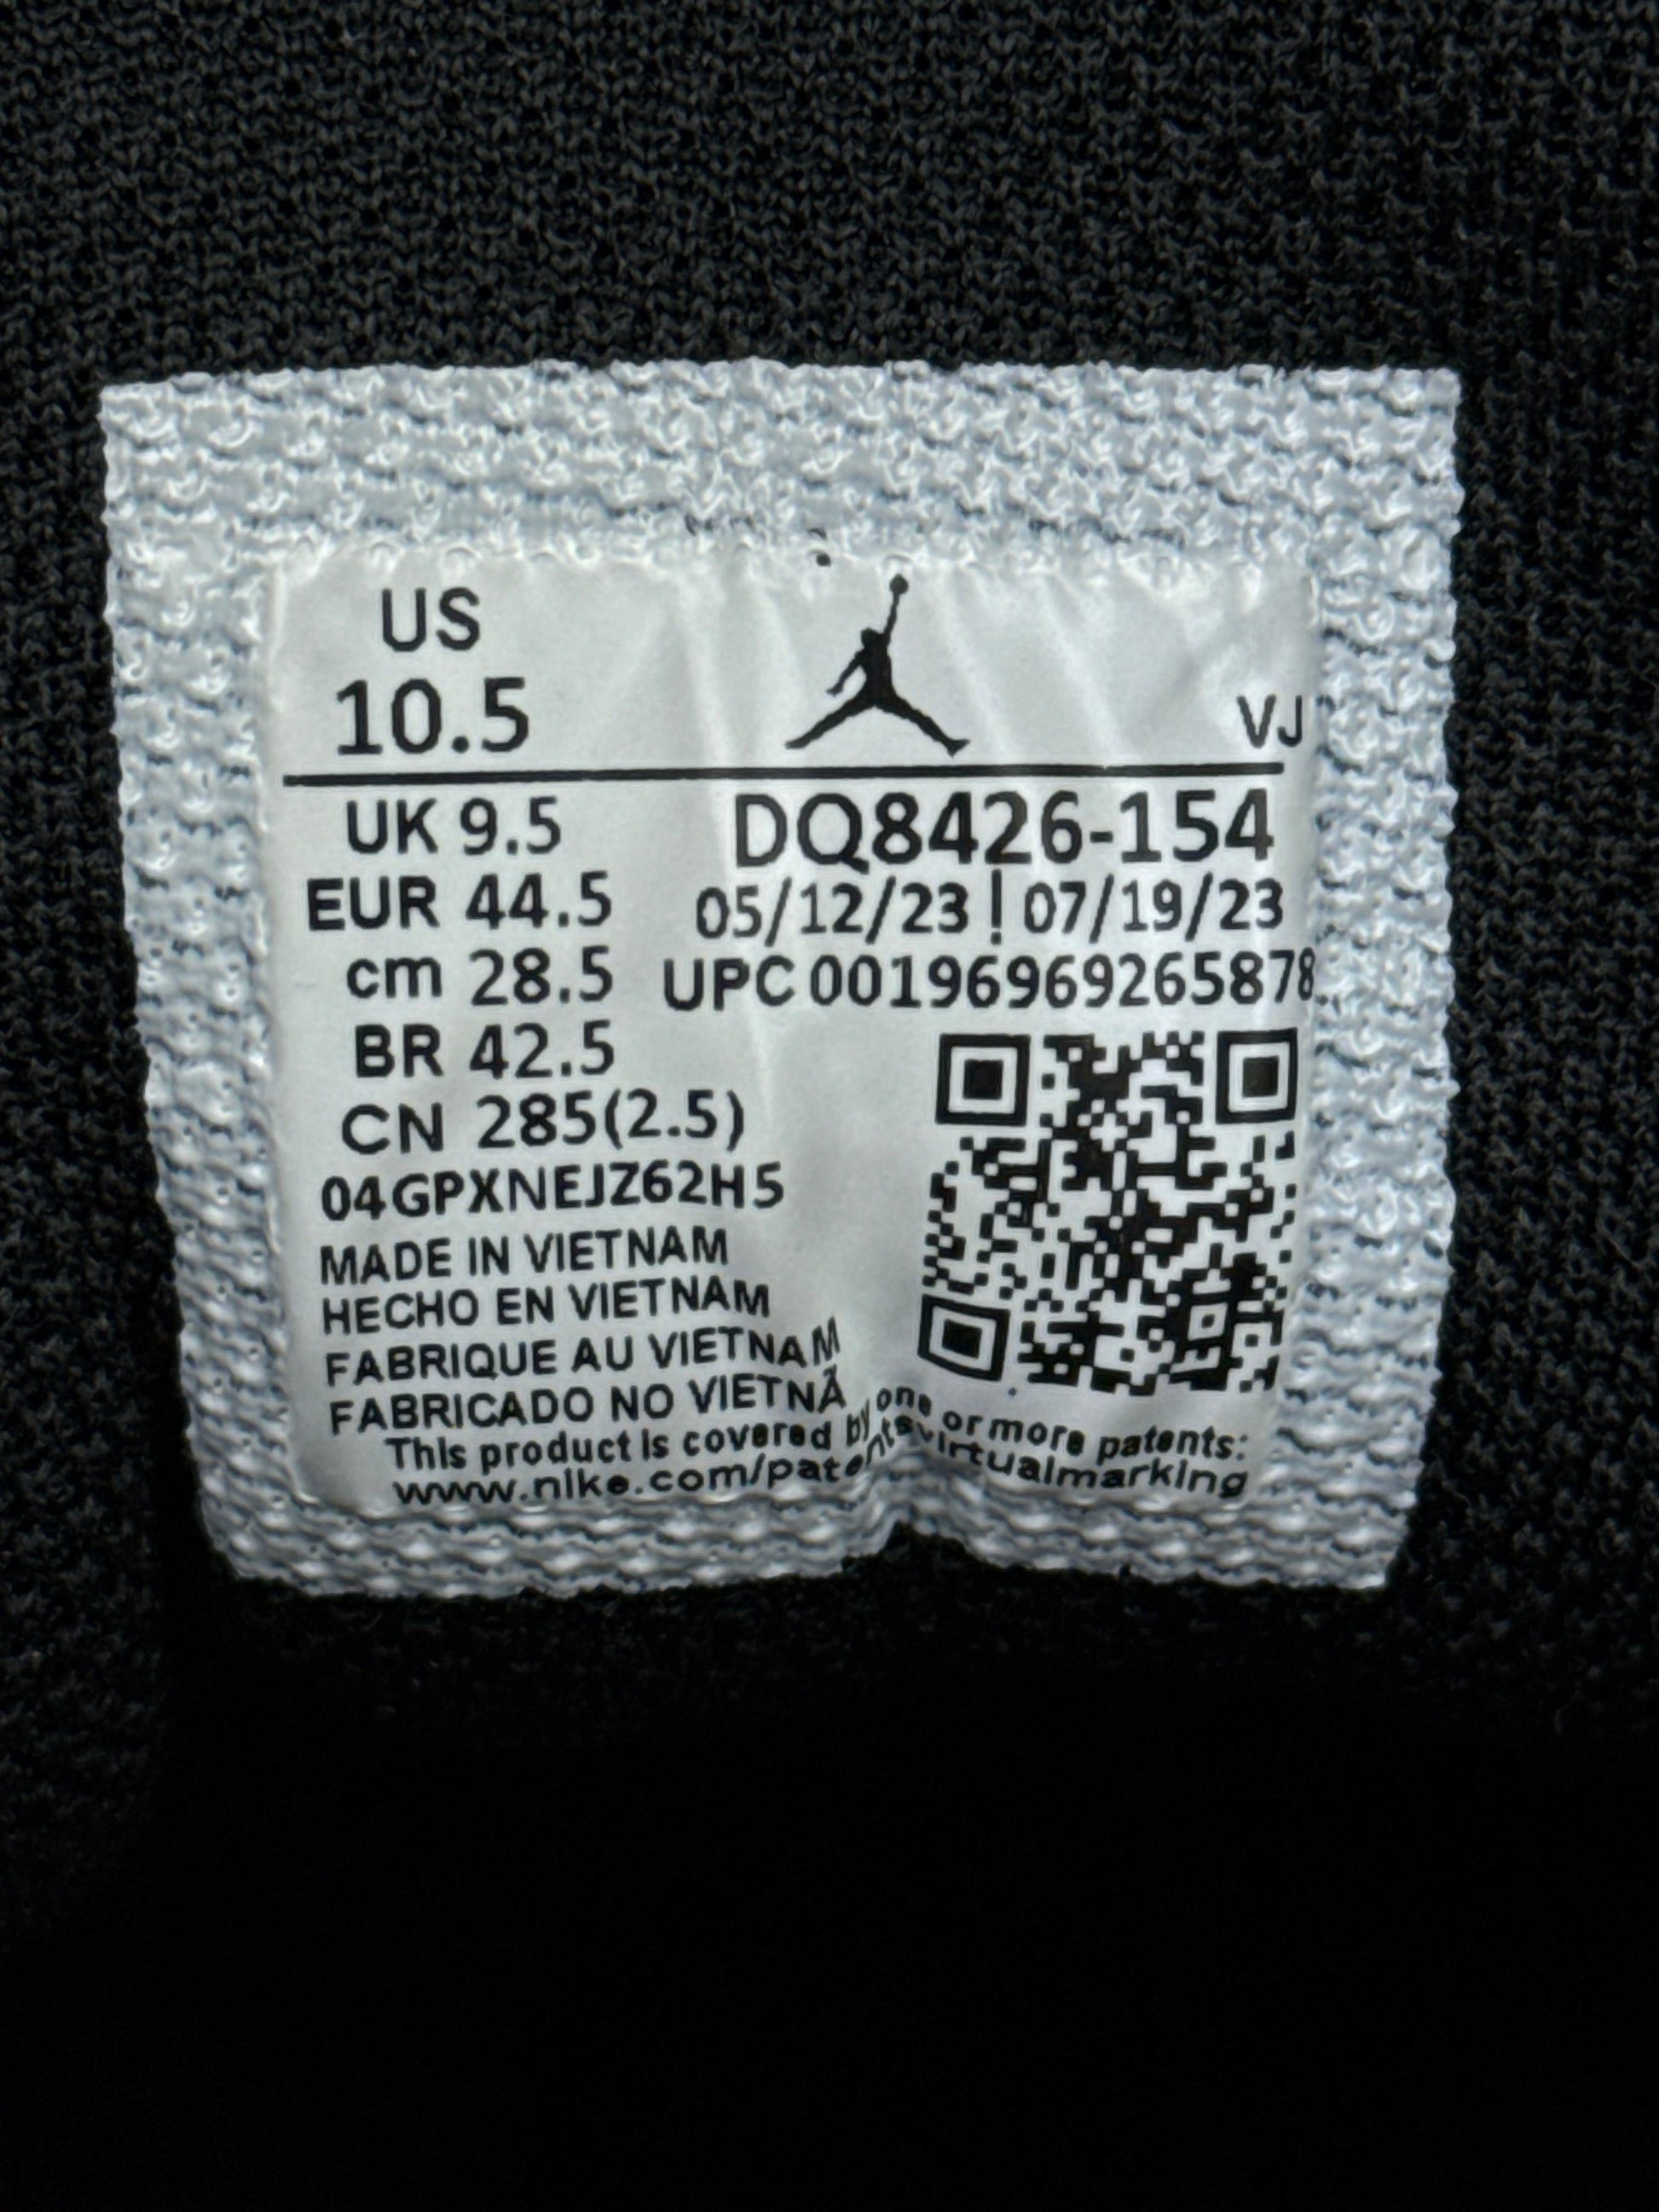 US
10.5
VJ
UK 9.5
DQ8426-154
EUR 44.5
05/12/23 | 07/19/23
cm 28.5
UPC 00196969265878
BR 42.5
CN 285(2.5)
04GPXNEJZ62H5
MADE IN VIETNAM
HECHO EN VIETNAM
FABRIQUE AU VIETNAM
FABRICADO NO VIETNÃ
This product is covered by one or more patents:
www.nike.com/patentsvirtualmarking